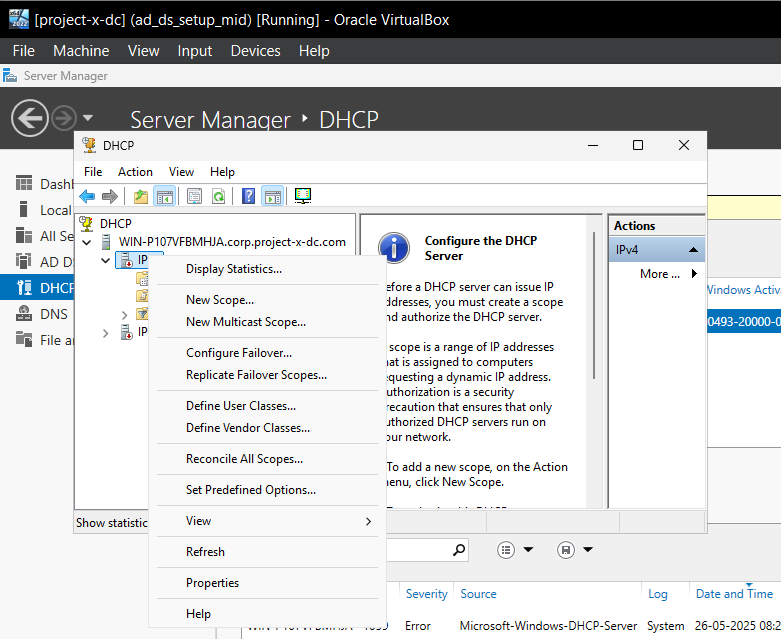 [project-x-dc] (ad_ds_setup_mid) [Running] - Oracle VirtualBox
File Machine View Input Devices Help
Server Manager
Server Manager DHCP
Dashb
Local
All Se
AD D
DHCP
DNS
File a
DHCP
File Action View Help
DHCP
WIN-P107VFBMHJA.corp.project-x-dc.com
IP
IP
Show statistic
Display Statistics...
New Scope...
New Multicast Scope...
Configure Failover...
Replicate Failover Scopes...
Define User Classes...
Define Vendor Classes...
Reconcile All Scopes...
Set Predefined Options...
View
Refresh
Properties
Help
Configure the DHCP
Server
efore a DHCP server can issue IP
ddresses, you must create a scope
nd authorize the DHCP server.
scope is a range of IP addresses
hat is assigned to computers
equesting a dynamic IP address.
uthorization is a security
recaution that ensures that only
uthorized DHCP servers run on
our network.
To add a new scope, on the Action
enu, click New Scope.
Actions
IPv4
More ...
Windows Activ
0493-20000-0
Severity Source Log Date and Time
Error Microsoft-Windows-DHCP-Server System 26-05-2025 08:2